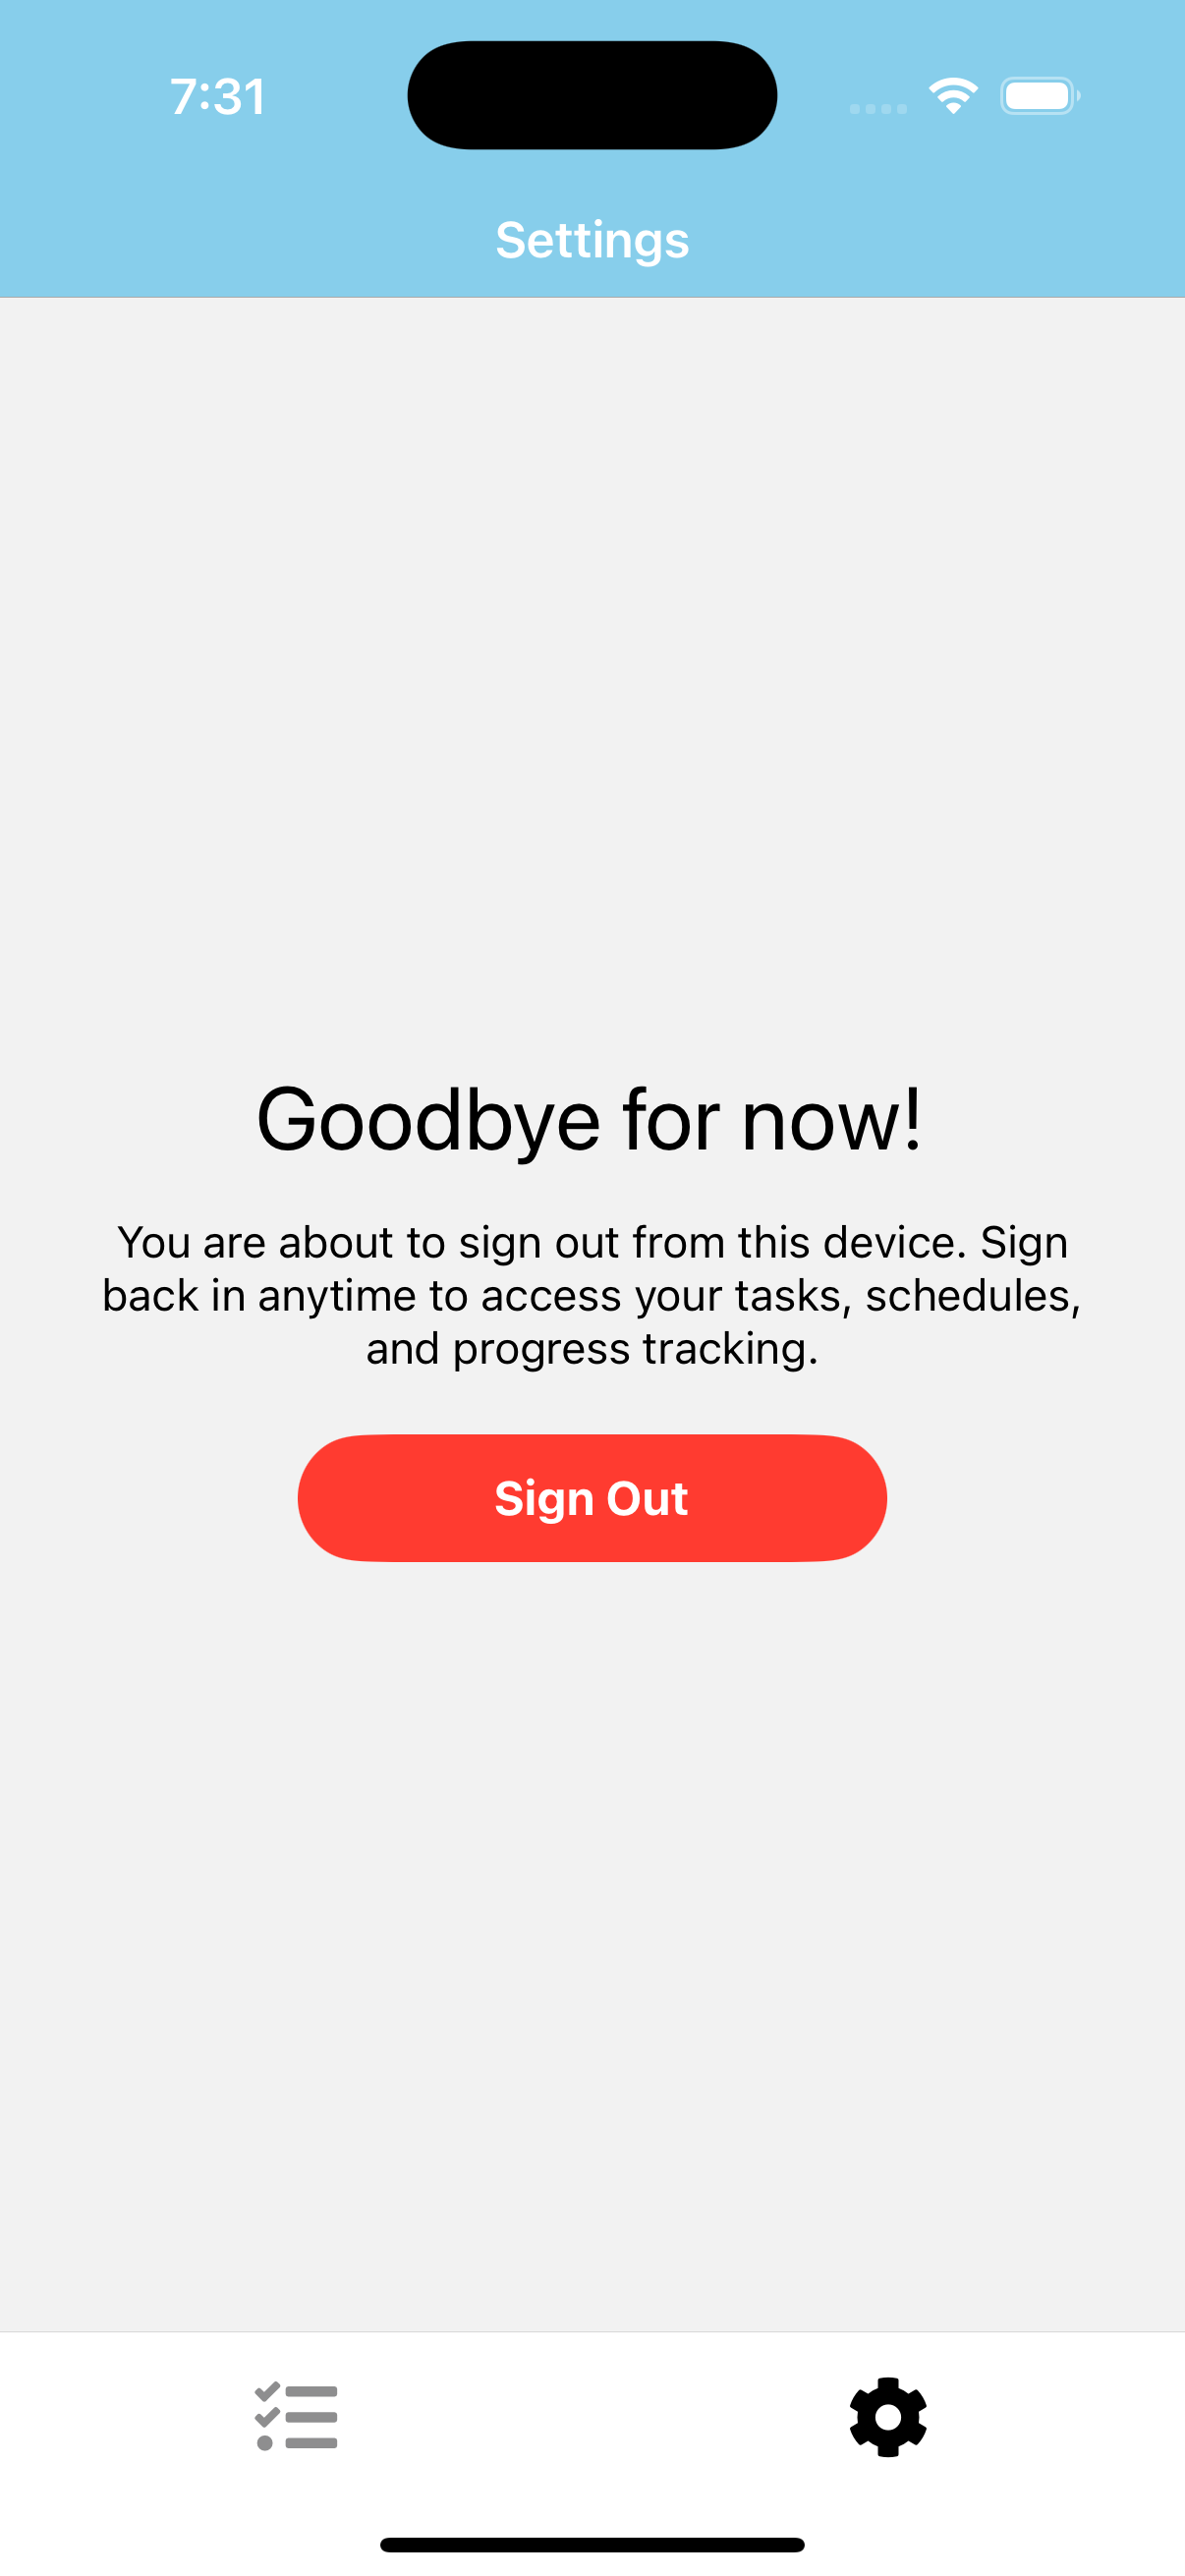 7:31
Settings
Goodbye for now!
You are about to sign out from this device. Sign
back in anytime to access your tasks, schedules,
and progress tracking.
Sign Out